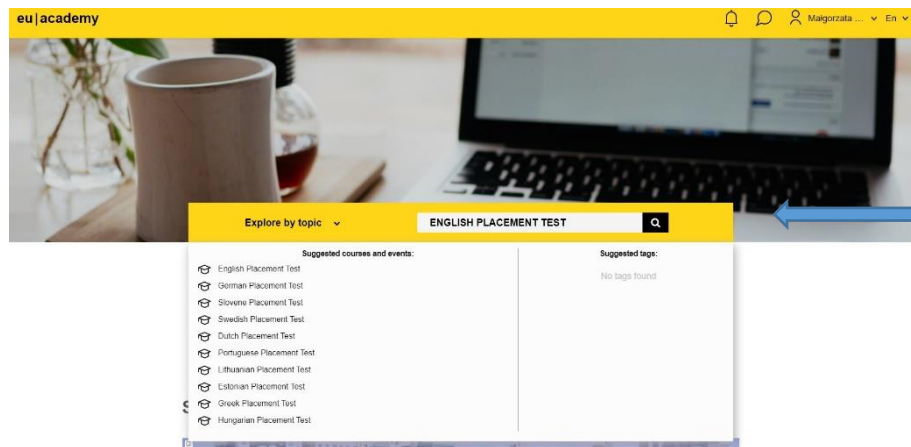 eu|academy
Małgorzata ... En
Explore by topic
ENGLISH PLACEMENT TEST
Suggested courses and events:
English Placement Test
German Placement Test
Slovene Placement Test
Swedish Placement Test
Dutch Placement Test
Portuguese Placement Test
Lithuanian Placement Test
Estonian Placement Test
Greek Placement Test
Hungarian Placement Test
Suggested tags:
No tags found
S